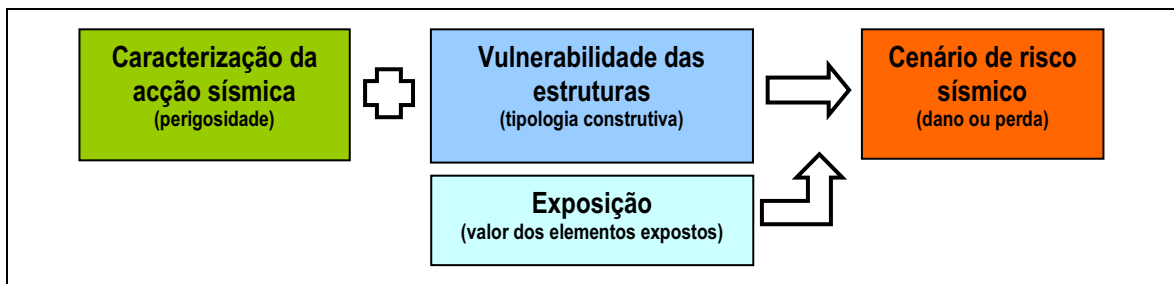 Caracterização da
acção sísmica
(perigosidade)
Vulnerabilidade das
estruturas
(tipologia construtiva)
Cenário de risco
sísmico
(dano ou perda)
Exposição
(valor dos elementos expostos)